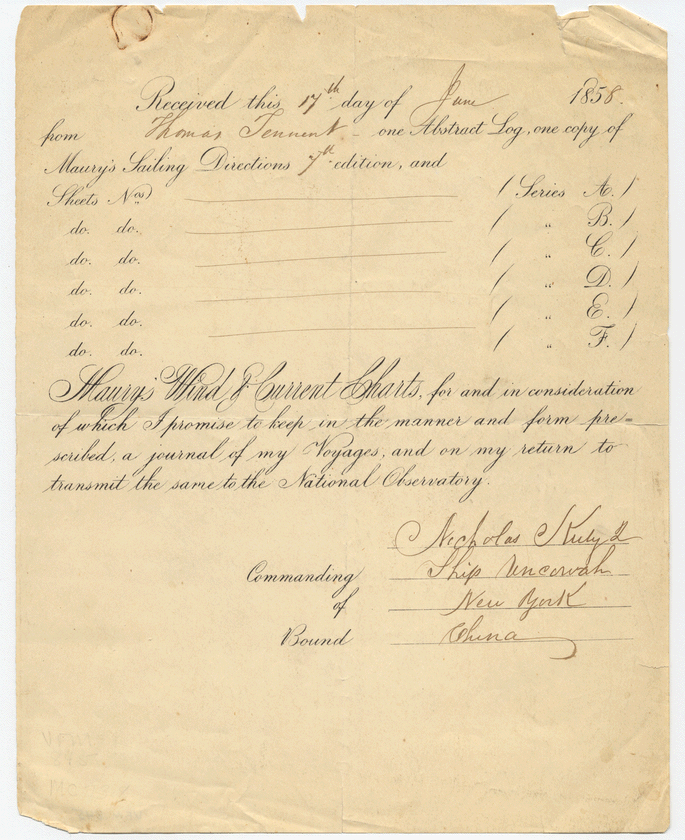 Received this 17th day of June 1858.
from Thomas Tennent - one Abstract Log, one copy of
Maury's Sailing Directions 7th edition, and
Sheets Nos) ( Series A. )
do. do. ( „ B. )
do. do. ( „ C. )
do. do. ( „ D. )
do. do. ( „ E. )
do. do. ( „ F. )
Maury's Wind & Current Charts, for and in consideration
of which I promise to keep in the manner and form pre=
scribed, a journal of my Voyages, and on my return to
transmit the same to the National Observatory.
Nicholas
Commanding Ship Uncowah
of New York
Bound China